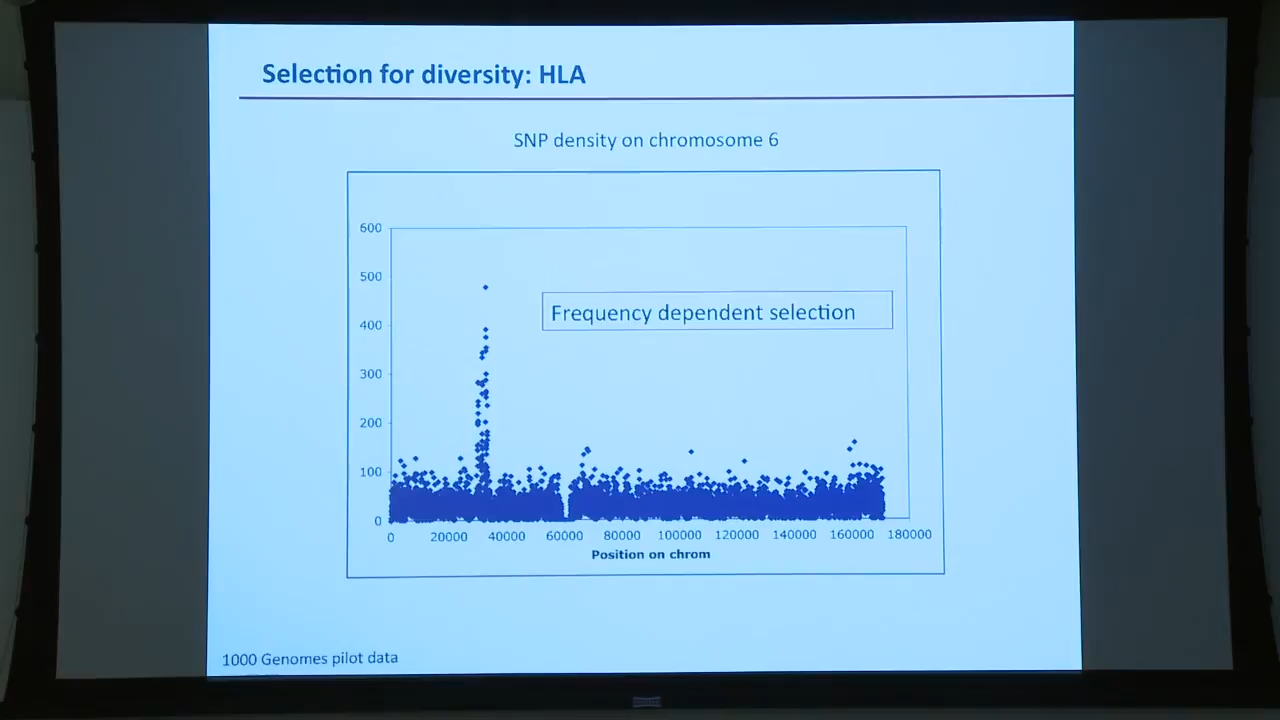 Selection for diversity: HLA
SNP density on chromosome 6
600
500
400
300
200
100
0
Frequency dependent selection
0 20000 40000 60000 80000 100000 120000 140000 160000 180000
Position on chrom
1000 Genomes pilot data